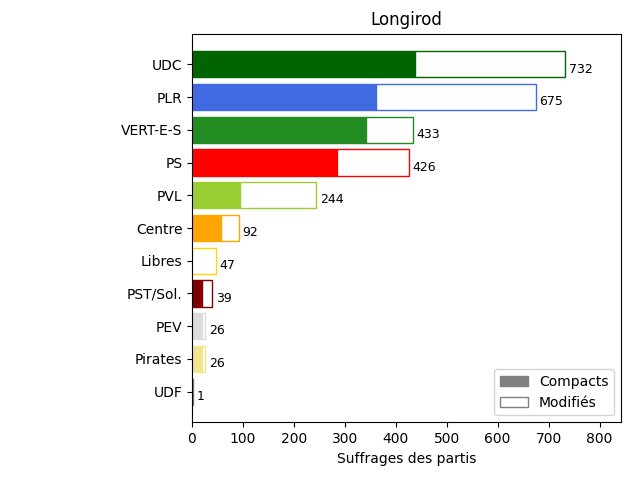 Longirod
UDC 732
PLR 675
VERT-E-S 433
PS 426
PVL 244
Centre 92
Libres 47
PST/Sol. 39
PEV 26
Pirates 26
UDF 1
Compacts
Modifiés
0 100 200 300 400 500 600 700 800
Suffrages des partis